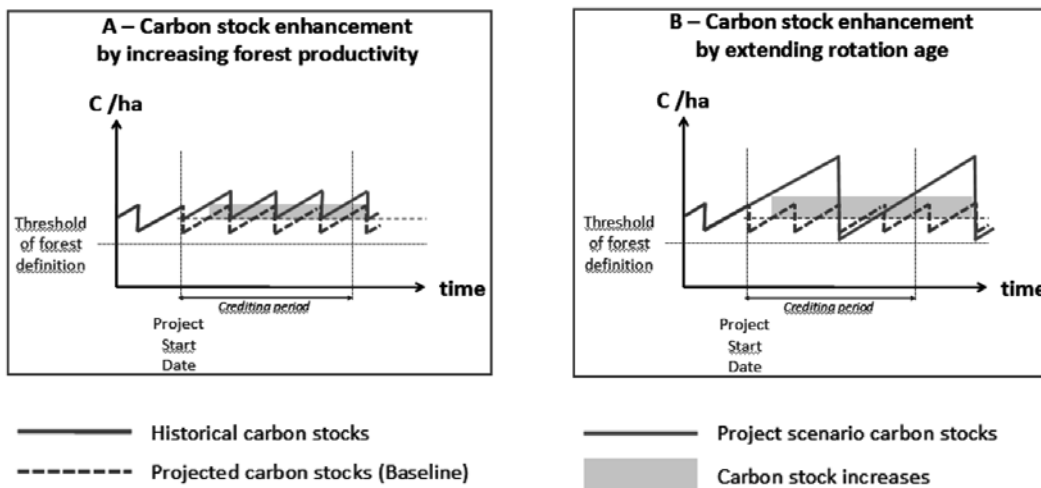 A – Carbon stock enhancement
by increasing forest productivity
C /ha
Threshold
of forest
definition
time
Crediting period
Project
Start
Date
B – Carbon stock enhancement
by extending rotation age
C /ha
Threshold
of forest
definition
time
Crediting period
Project
Start
Date
Historical carbon stocks
Projected carbon stocks (Baseline)
Project scenario carbon stocks
Carbon stock increases